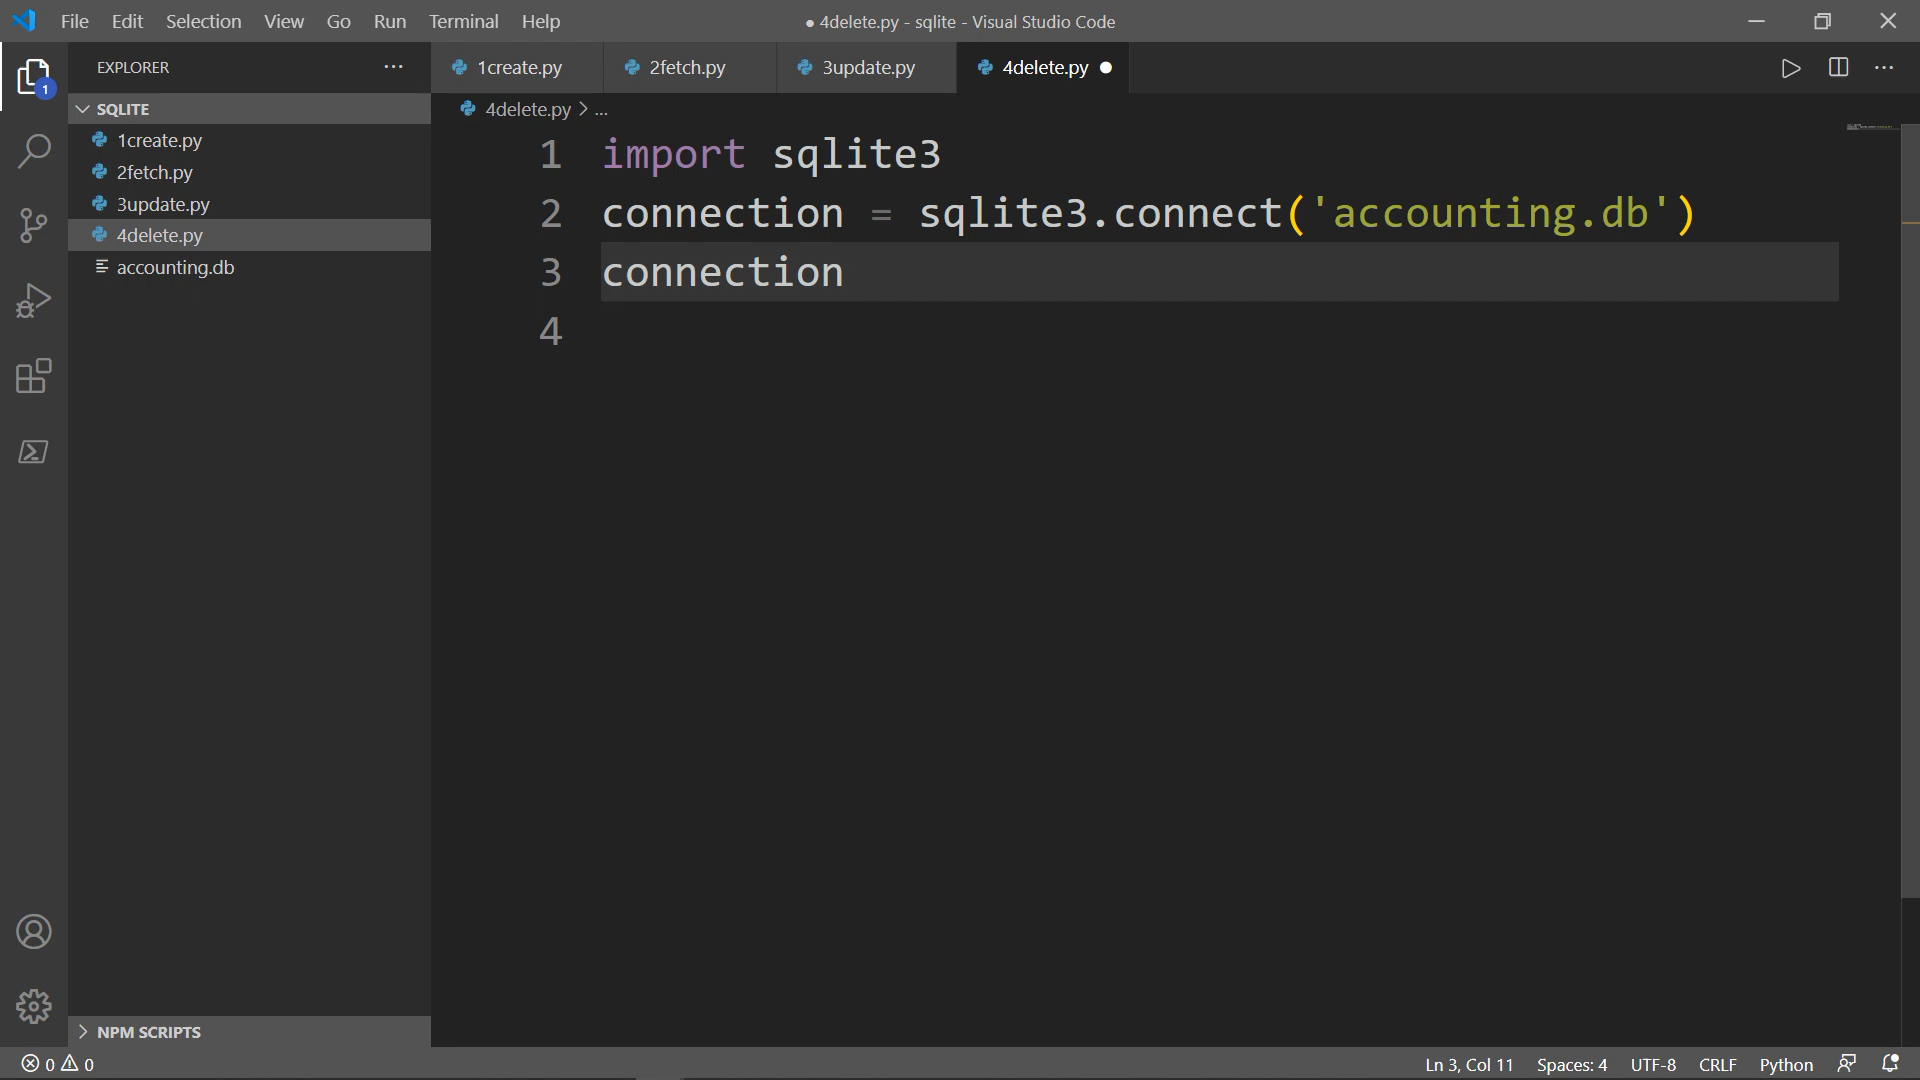 File Edit Selection View Go Run Terminal Help
● 4delete.py - sqlite - Visual Studio Code
EXPLORER
1create.py
2fetch.py
3update.py
4delete.py
1
SQLITE
1create.py
2fetch.py
3update.py
4delete.py
accounting.db
4delete.py > ...
1 import sqlite3
2 connection = sqlite3.connect('accounting.db')
3 connection
4
NPM SCRIPTS
0 0
Ln 3, Col 11 Spaces: 4 UTF-8 CRLF Python